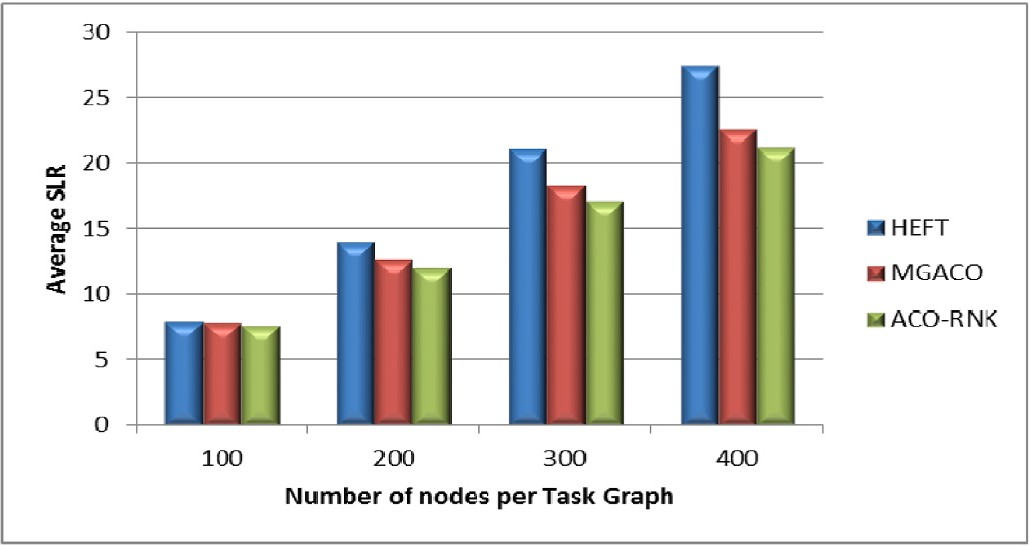 30
25
20
15
10
5
0
Average SLR
100 200 300 400
Number of nodes per Task Graph
HEFT
MGACO
ACO-RNK